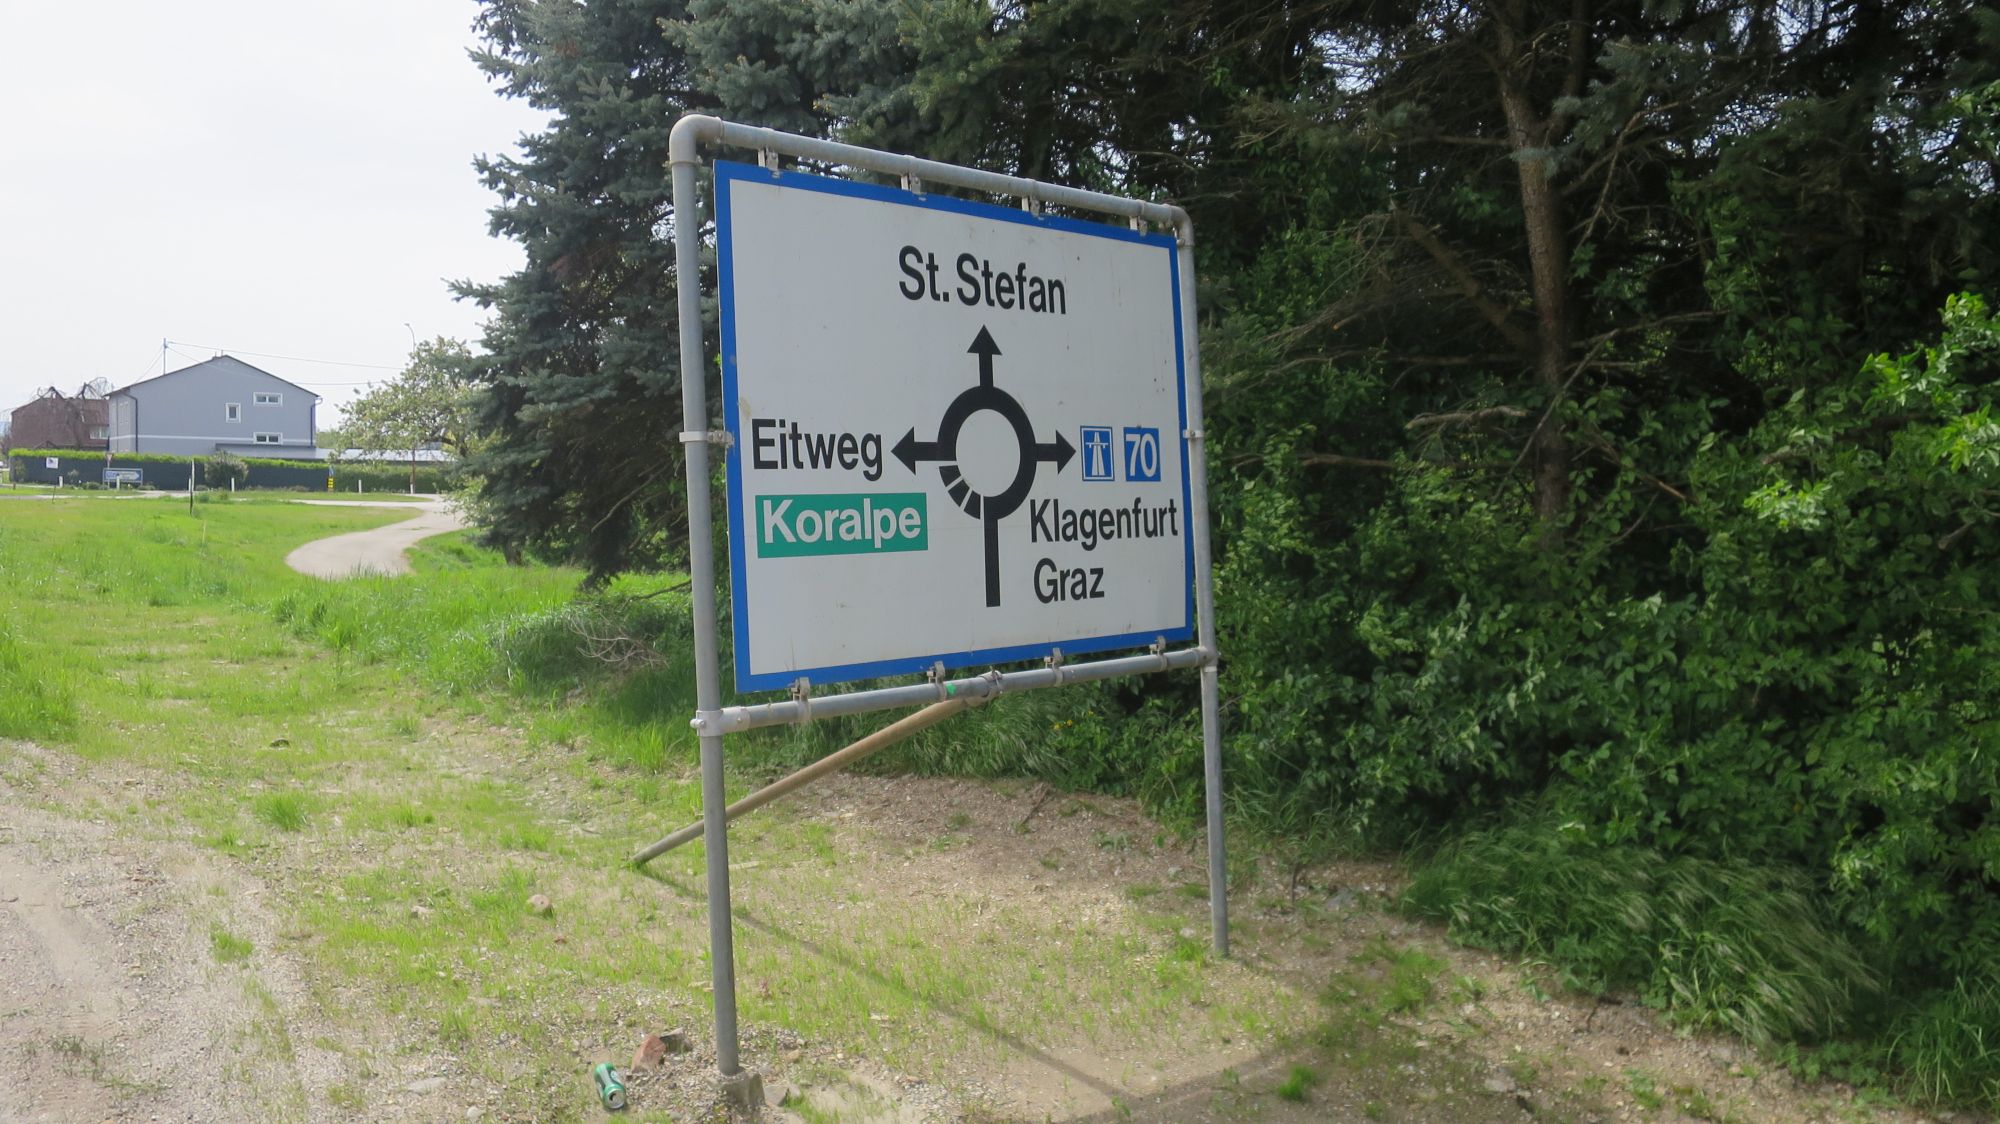 St. Stefan
Eitweg
70
Koralpe
Klagenfurt
Graz